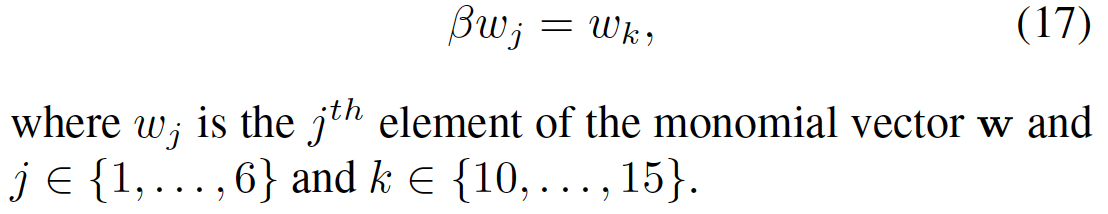 βw_j = w_k, (17)
where w_j is the j^{th} element of the monomial vector w and
j ∈ {1, . . . , 6} and k ∈ {10, . . . , 15}.